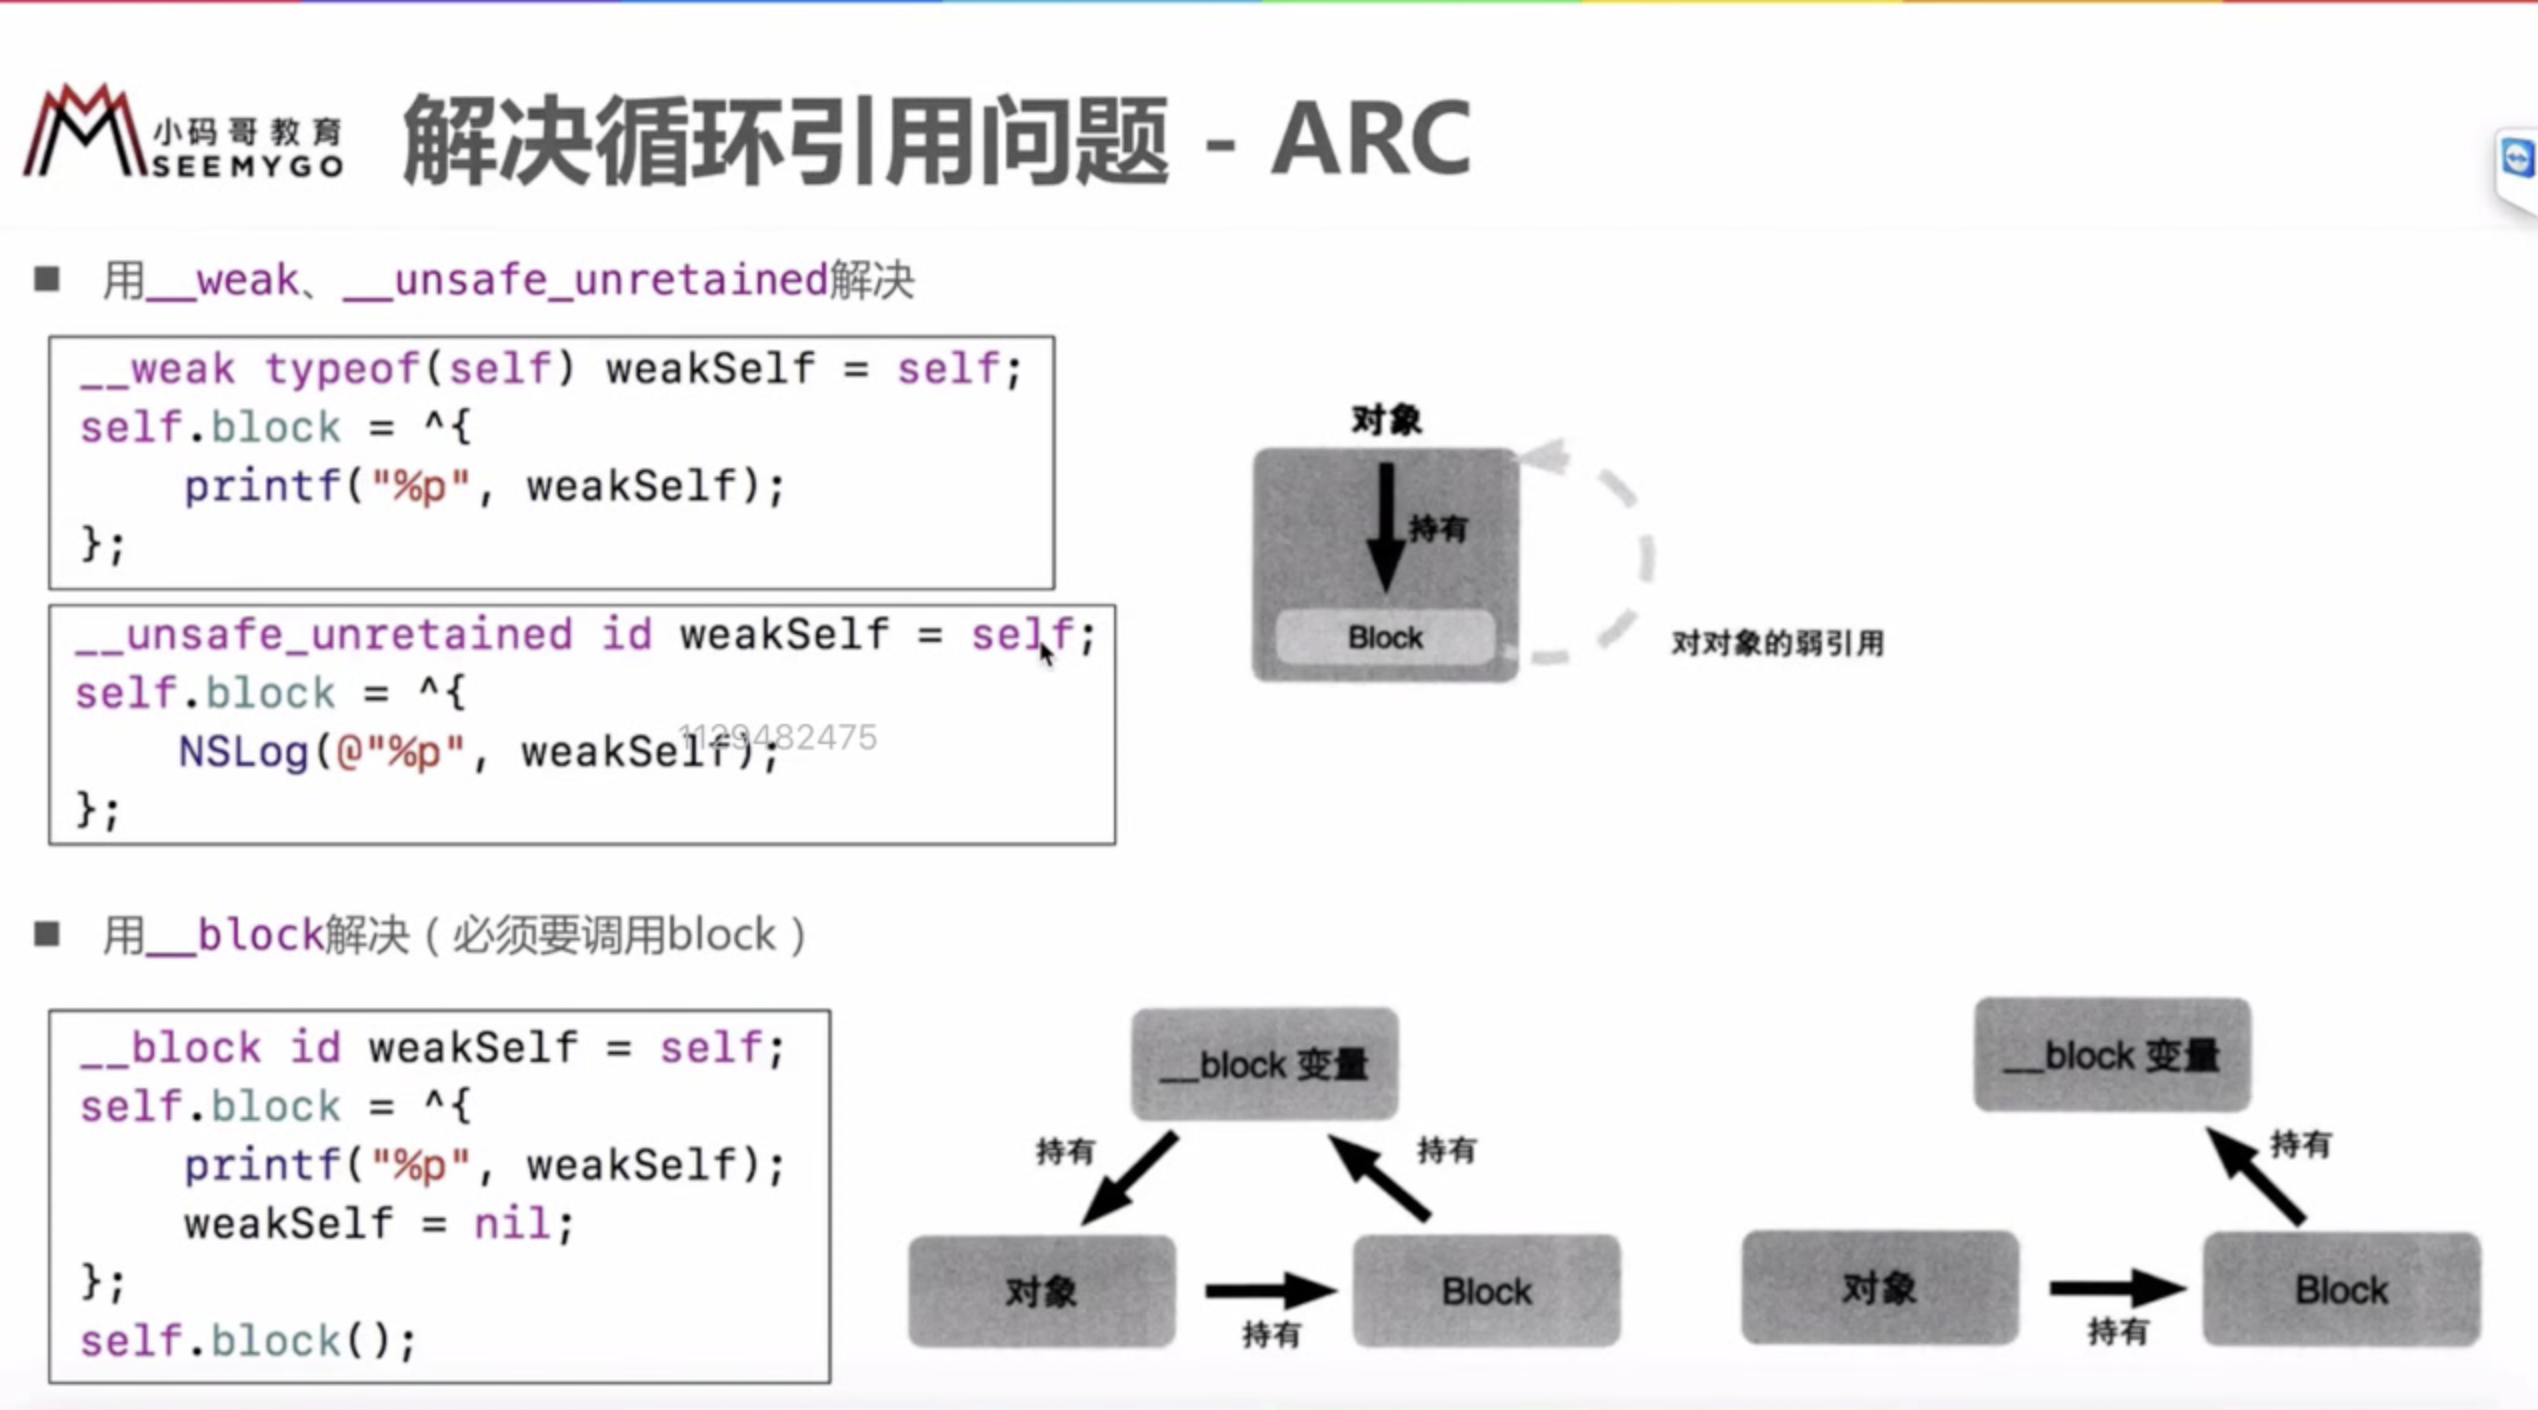 小码哥教育
SEEMYGO
解决循环引用问题 - ARC
■ 用__weak、__unsafe_unretained解决
__weak typeof(self) weakSelf = self;
self.block = ^{
    printf("%p", weakSelf);
};
对象
持有
Block
对对象的弱引用
__unsafe_unretained id weakSelf = self;
self.block = ^{
    NSLog(@"%p", weakSelf);
};
1129482475
■ 用__block解决（必须要调用block）
__block id weakSelf = self;
self.block = ^{
    printf("%p", weakSelf);
    weakSelf = nil;
};
self.block();
__block 变量
持有
持有
对象
持有
Block
__block 变量
持有
对象
持有
Block